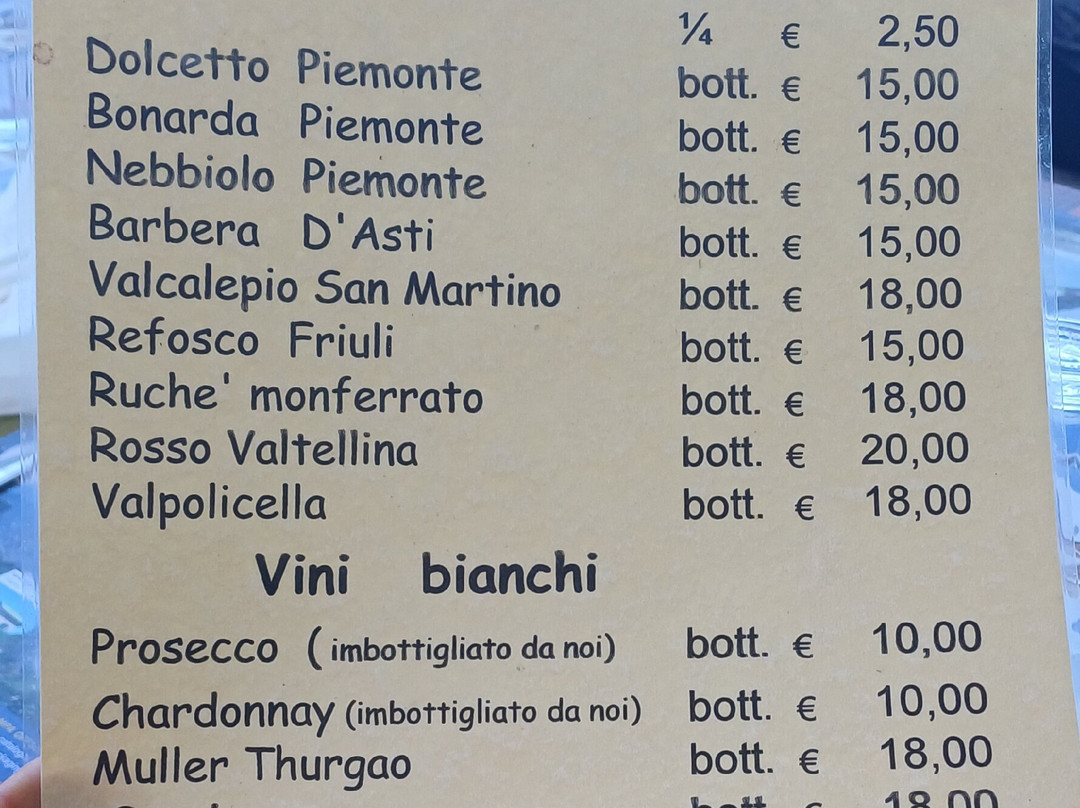 ¼ € 2,50
Dolcetto Piemonte bott. € 15,00
Bonarda Piemonte bott. € 15,00
Nebbiolo Piemonte bott. € 15,00
Barbera D'Asti bott. € 15,00
Valcalepio San Martino bott. € 18,00
Refosco Friuli bott. € 15,00
Ruche' monferrato bott. € 18,00
Rosso Valtellina bott. € 20,00
Valpolicella bott. € 18,00
Vini bianchi
Prosecco (imbottigliato da noi) bott. € 10,00
Chardonnay (imbottigliato da noi) bott. € 10,00
Muller Thurgao bott. € 18,00
bott. € 18,00